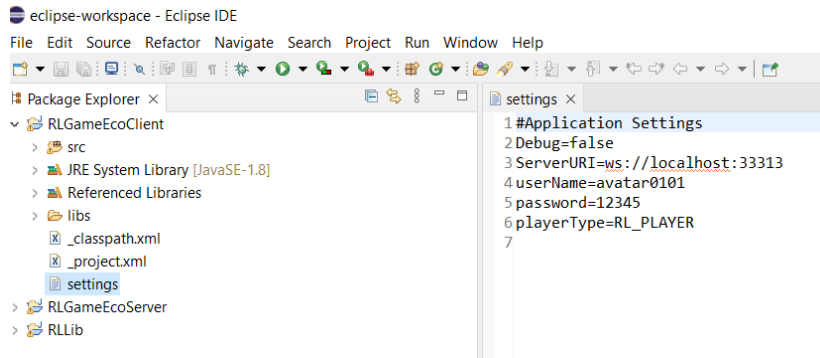 eclipse-workspace - Eclipse IDE
File Edit Source Refactor Navigate Search Project Run Window Help
Package Explorer
RLGameEcoClient
src
JRE System Library [JavaSE-1.8]
Referenced Libraries
libs
_classpath.xml
_project.xml
settings
RLGameEcoServer
RLLib
settings
1 #Application Settings
2 Debug=false
3 ServerURI=ws://localhost:33313
4 userName=avatar0101
5 password=12345
6 playerType=RL_PLAYER
7